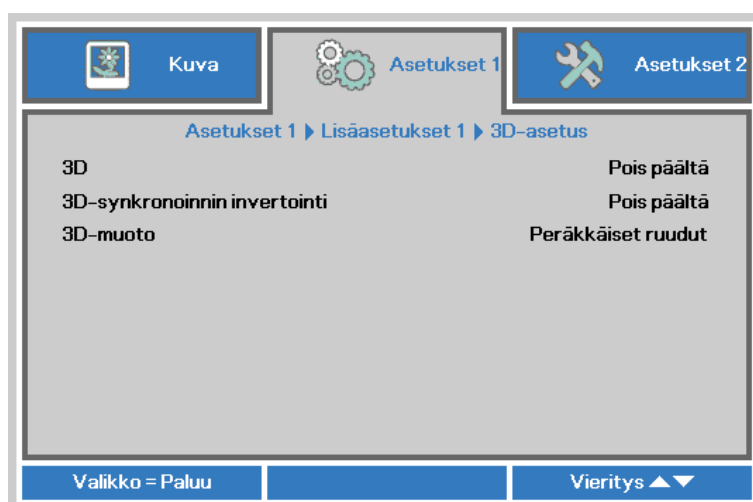 Kuva
Asetukset 1
Asetukset 2
Asetukset 1 ▶ Lisäasetukset 1 ▶ 3D-asetus
3D Pois päältä
3D-synkronoinnin invertointi Pois päältä
3D-muoto Peräkkäiset ruudut
Valikko = Paluu
Vieritys ▲▼